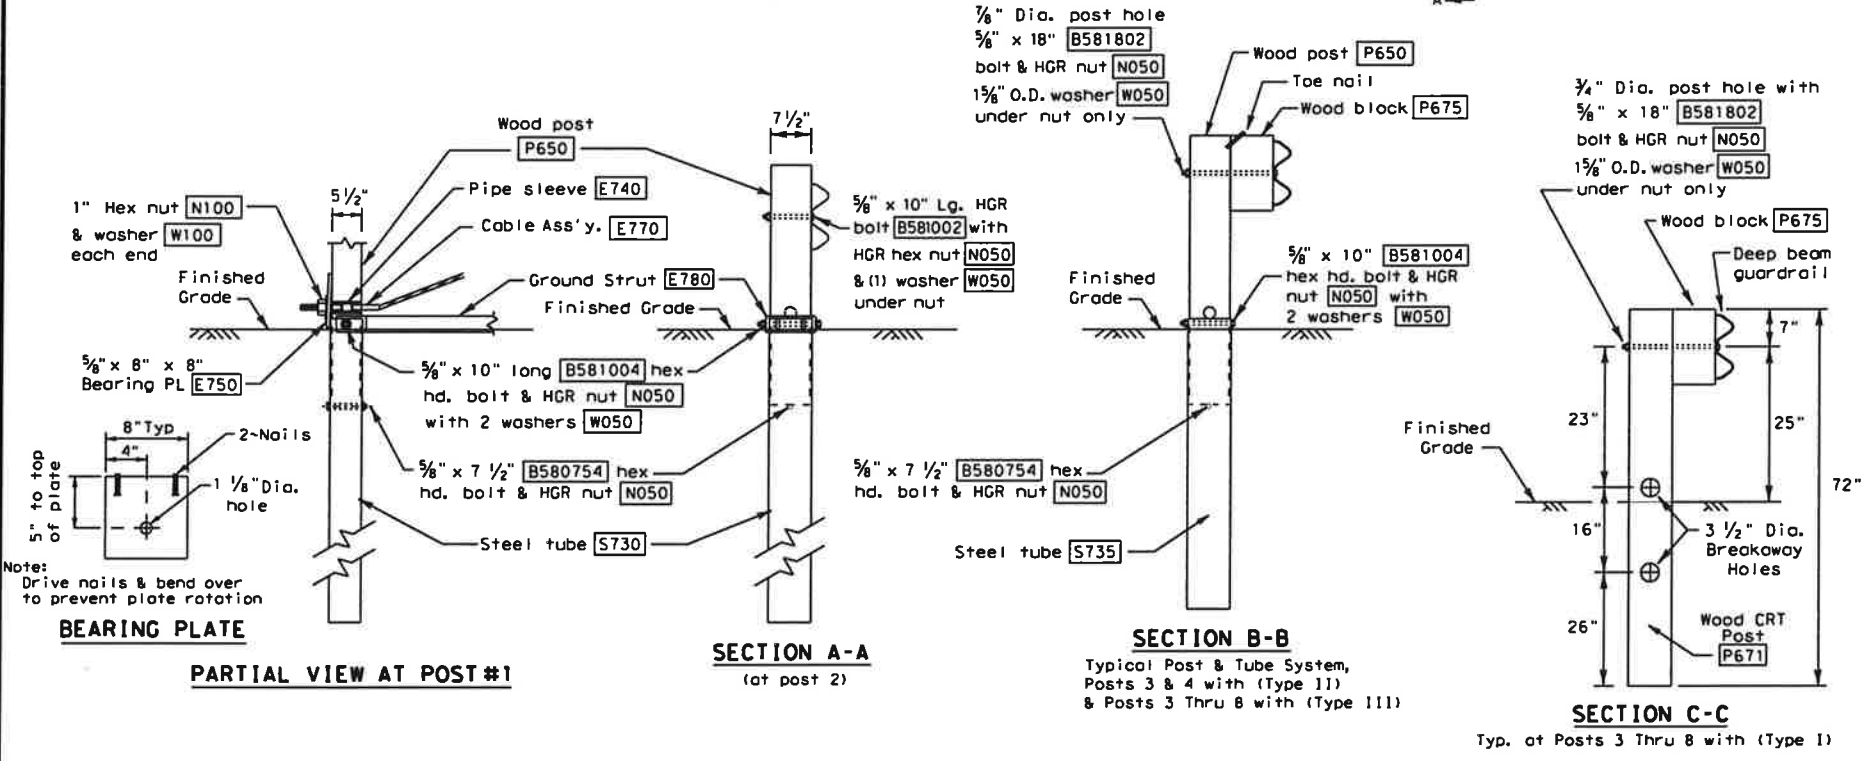 A
7/8" Dia. post hole
5/8" x 18" B581802
bolt & HGR nut N050
1 5/8" O.D. washer W050
under nut only
Wood post P650
Toe nail
Wood block P675
3/4" Dia. post hole with
5/8" x 18" B581802
bolt & HGR nut N050
1 5/8" O.D. washer W050
under nut only
Wood block P675
Deep beam
guardrail
Wood post
P650
7 1/2"
5 1/2"
Pipe sleeve E740
Cable Ass'y. E770
1" Hex nut N100
& washer W100
each end
Finished
Grade
Ground Strut E780
Finished Grade
5/8" x 10" Lg. HGR
bolt B581002 with
HGR hex nut N050
& (1) washer W050
under nut
Finished
Grade
5/8" x 10" B581004
hex hd. bolt & HGR
nut N050 with
2 washers W050
5/8" x 8" x 8"
Bearing PL E750
5/8" x 10" long B581004 hex
hd. bolt & HGR nut N050
with 2 washers W050
8" Typ
4"
2~Nails
5" to top
of plate
1 1/8" Dia.
hole
5/8" x 7 1/2" B580754 hex
hd. bolt & HGR nut N050
5/8" x 7 1/2" B580754 hex
hd. bolt & HGR nut N050
Steel tube S730
Steel tube S735
Note:
Drive nails & bend over
to prevent plate rotation
BEARING PLATE
PARTIAL VIEW AT POST #1
SECTION A-A
(at post 2)
SECTION B-B
Typical Post & Tube System,
Posts 3 & 4 with (Type II)
& Posts 3 Thru 8 with (Type III)
7"
23"
25"
72"
Finished
Grade
16"
3 1/2" Dia.
Breakaway
Holes
26"
Wood CRT
Post
P671
SECTION C-C
Typ. at Posts 3 Thru 8 with (Type I)